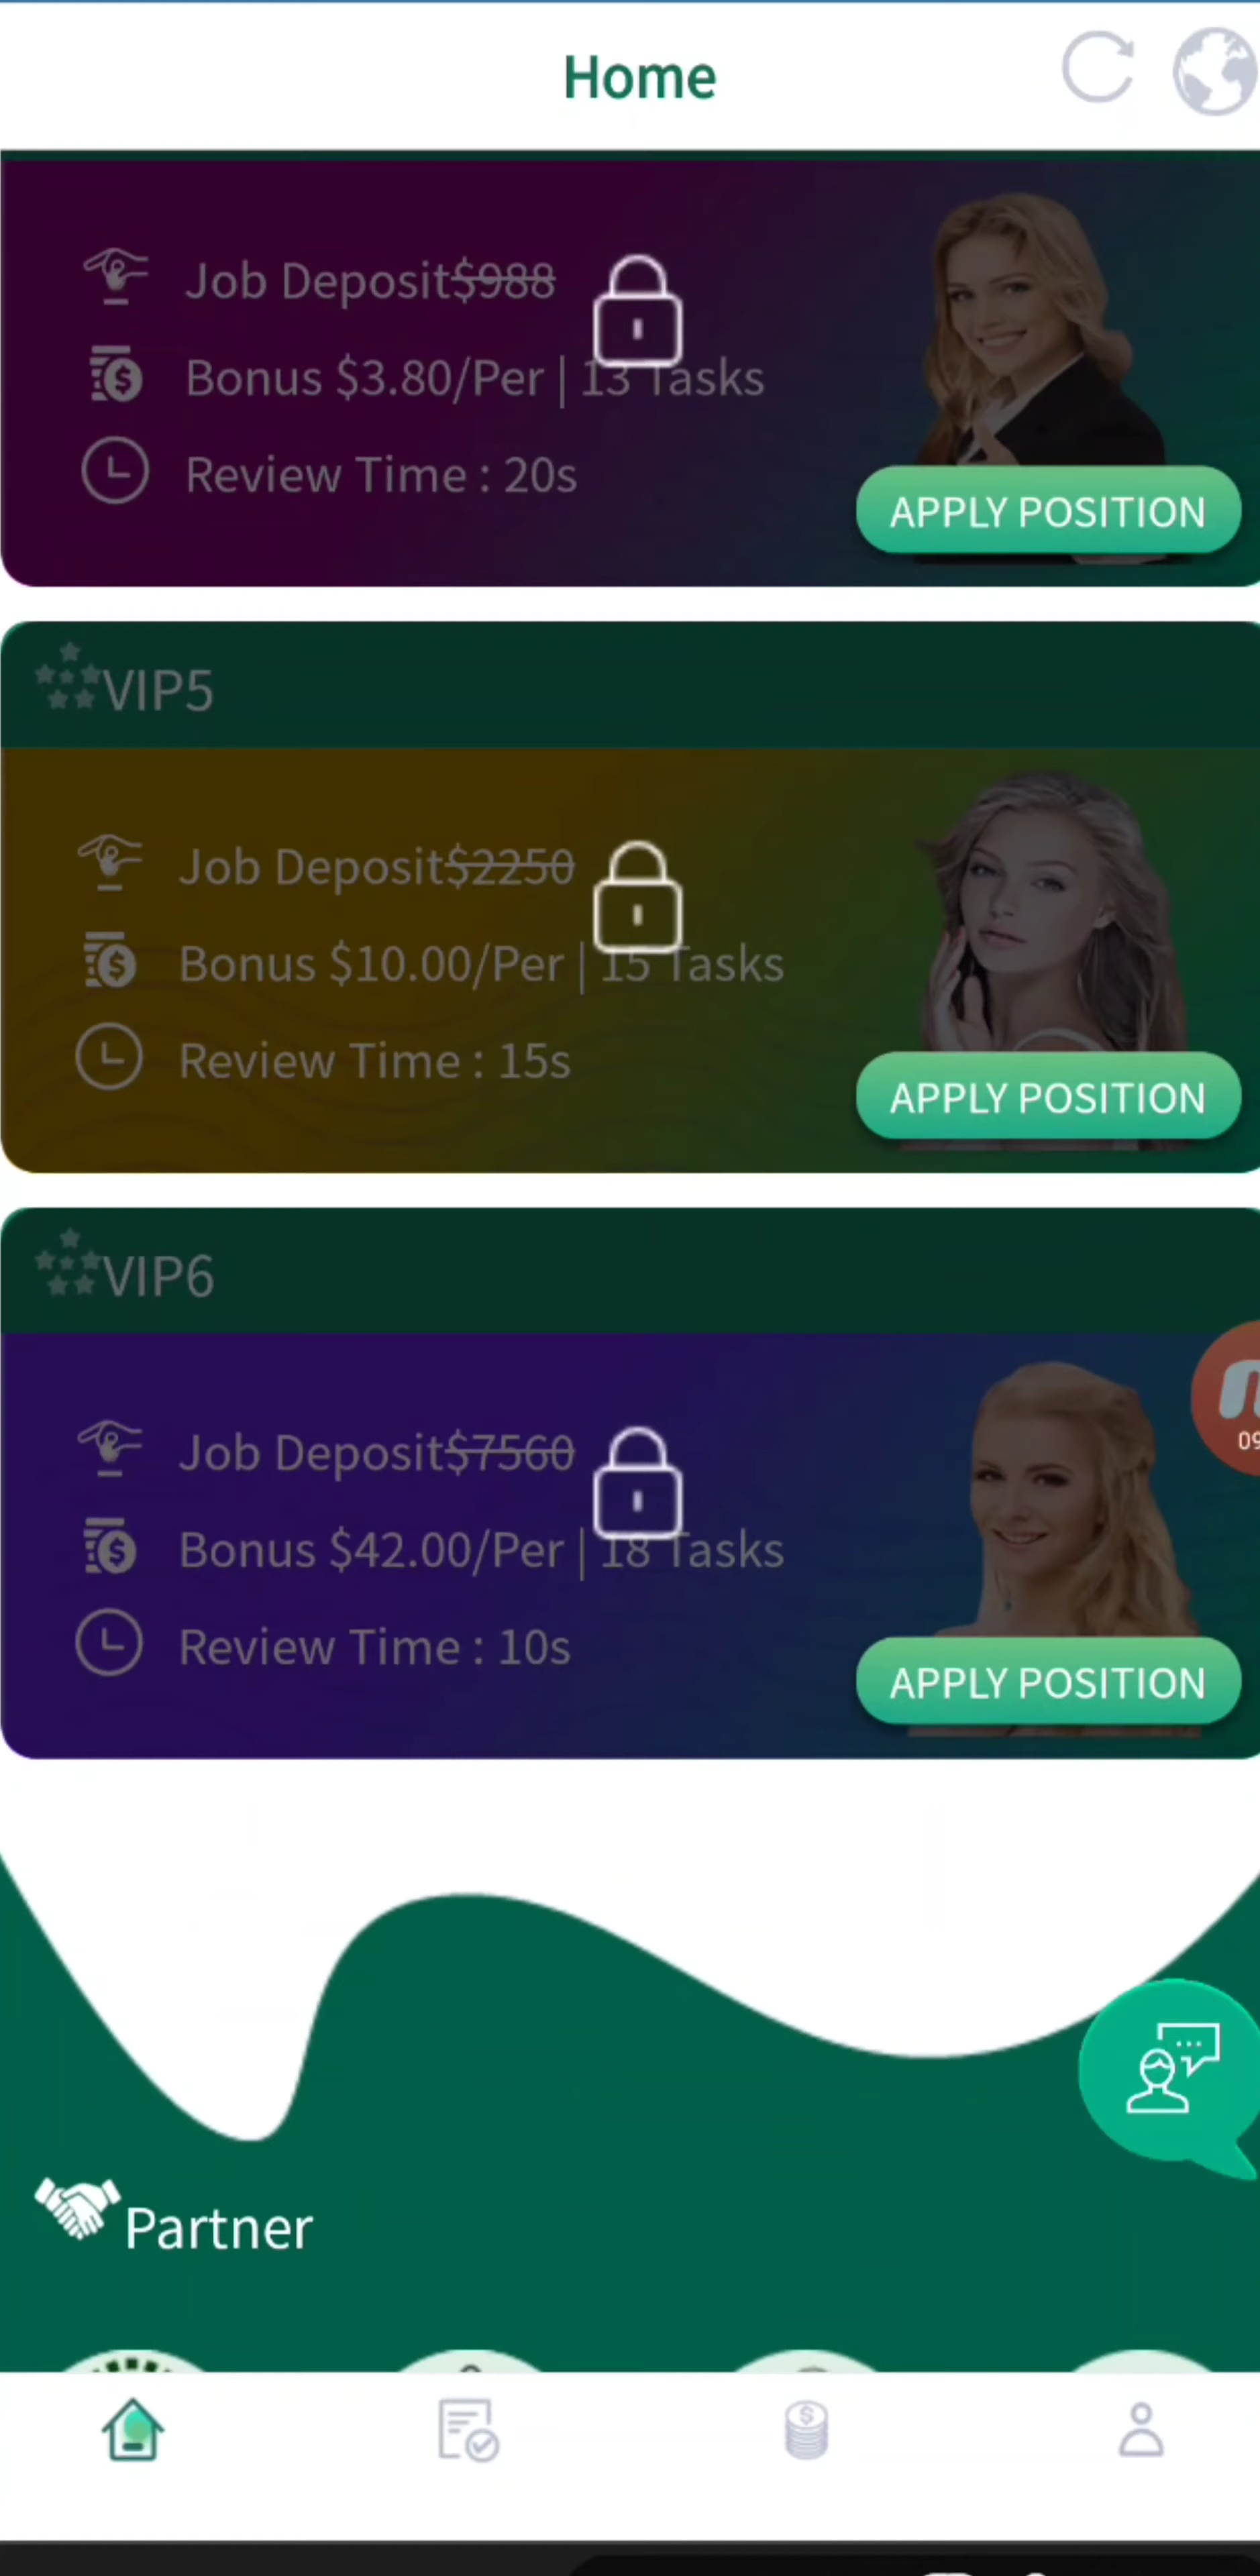 Home
Job Deposit$988
Bonus $3.80/Per | 13 Tasks
Review Time : 20s
APPLY POSITION
VIP5
Job Deposit$2250
Bonus $10.00/Per | 15 Tasks
Review Time : 15s
APPLY POSITION
VIP6
09
Job Deposit$7560
Bonus $42.00/Per | 18 Tasks
Review Time : 10s
APPLY POSITION
Partner